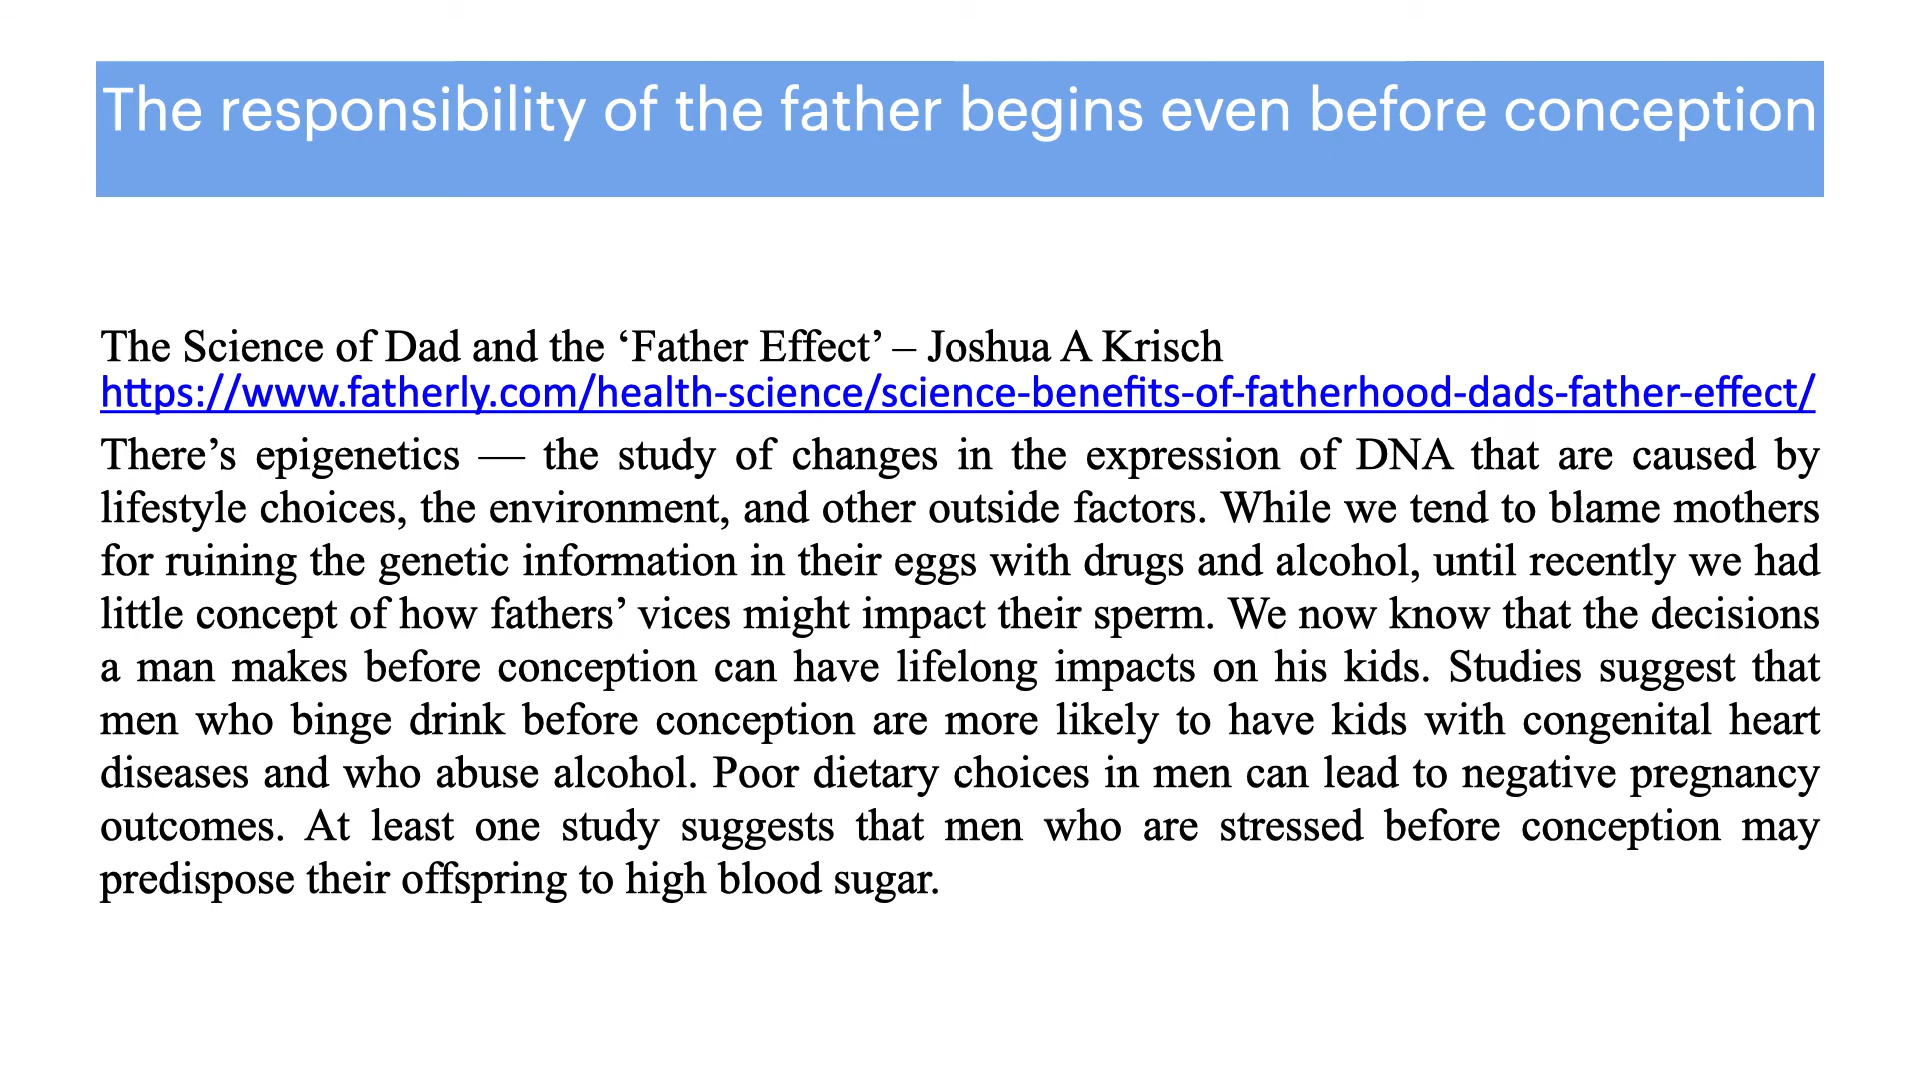 The responsibility of the father begins even before conception
The Science of Dad and the ‘Father Effect’ – Joshua A Krisch
https://www.fatherly.com/health-science/science-benefits-of-fatherhood-dads-father-effect/
There’s epigenetics — the study of changes in the expression of DNA that are caused by
lifestyle choices, the environment, and other outside factors. While we tend to blame mothers
for ruining the genetic information in their eggs with drugs and alcohol, until recently we had
little concept of how fathers’ vices might impact their sperm. We now know that the decisions
a man makes before conception can have lifelong impacts on his kids. Studies suggest that
men who binge drink before conception are more likely to have kids with congenital heart
diseases and who abuse alcohol. Poor dietary choices in men can lead to negative pregnancy
outcomes. At least one study suggests that men who are stressed before conception may
predispose their offspring to high blood sugar.